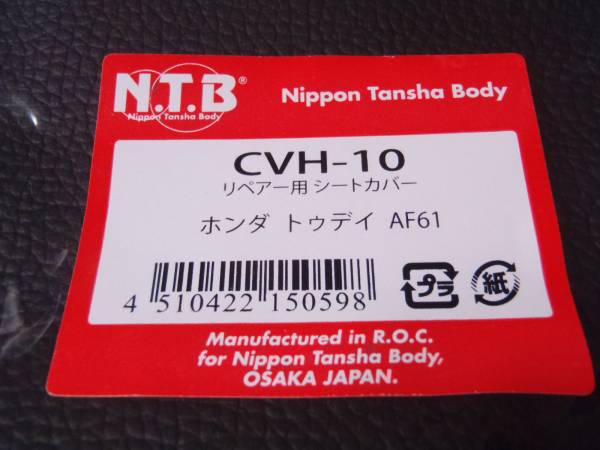 N.T.B®
Nippon Tansha Body
Nippon Tansha Body
CVH-10
リペアー用 シートカバー
ホンダ トゥデイ AF61
4 510422 150598
プラ
紙
Manufactured in R.O.C.
for Nippon Tansha Body,
OSAKA JAPAN.